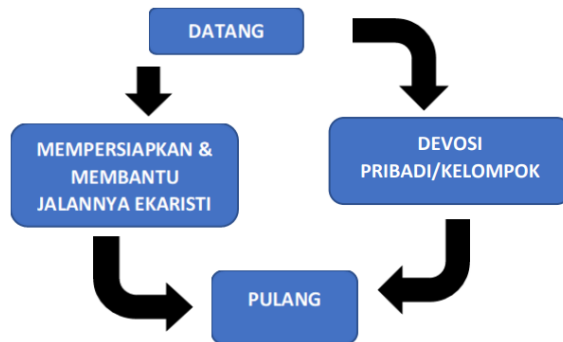 DATANG
MEMPERSIAPKAN &
MEMBANTU
JALANNYA EKARISTI
DEVOSI
PRIBADI/KELOMPOK
PULANG